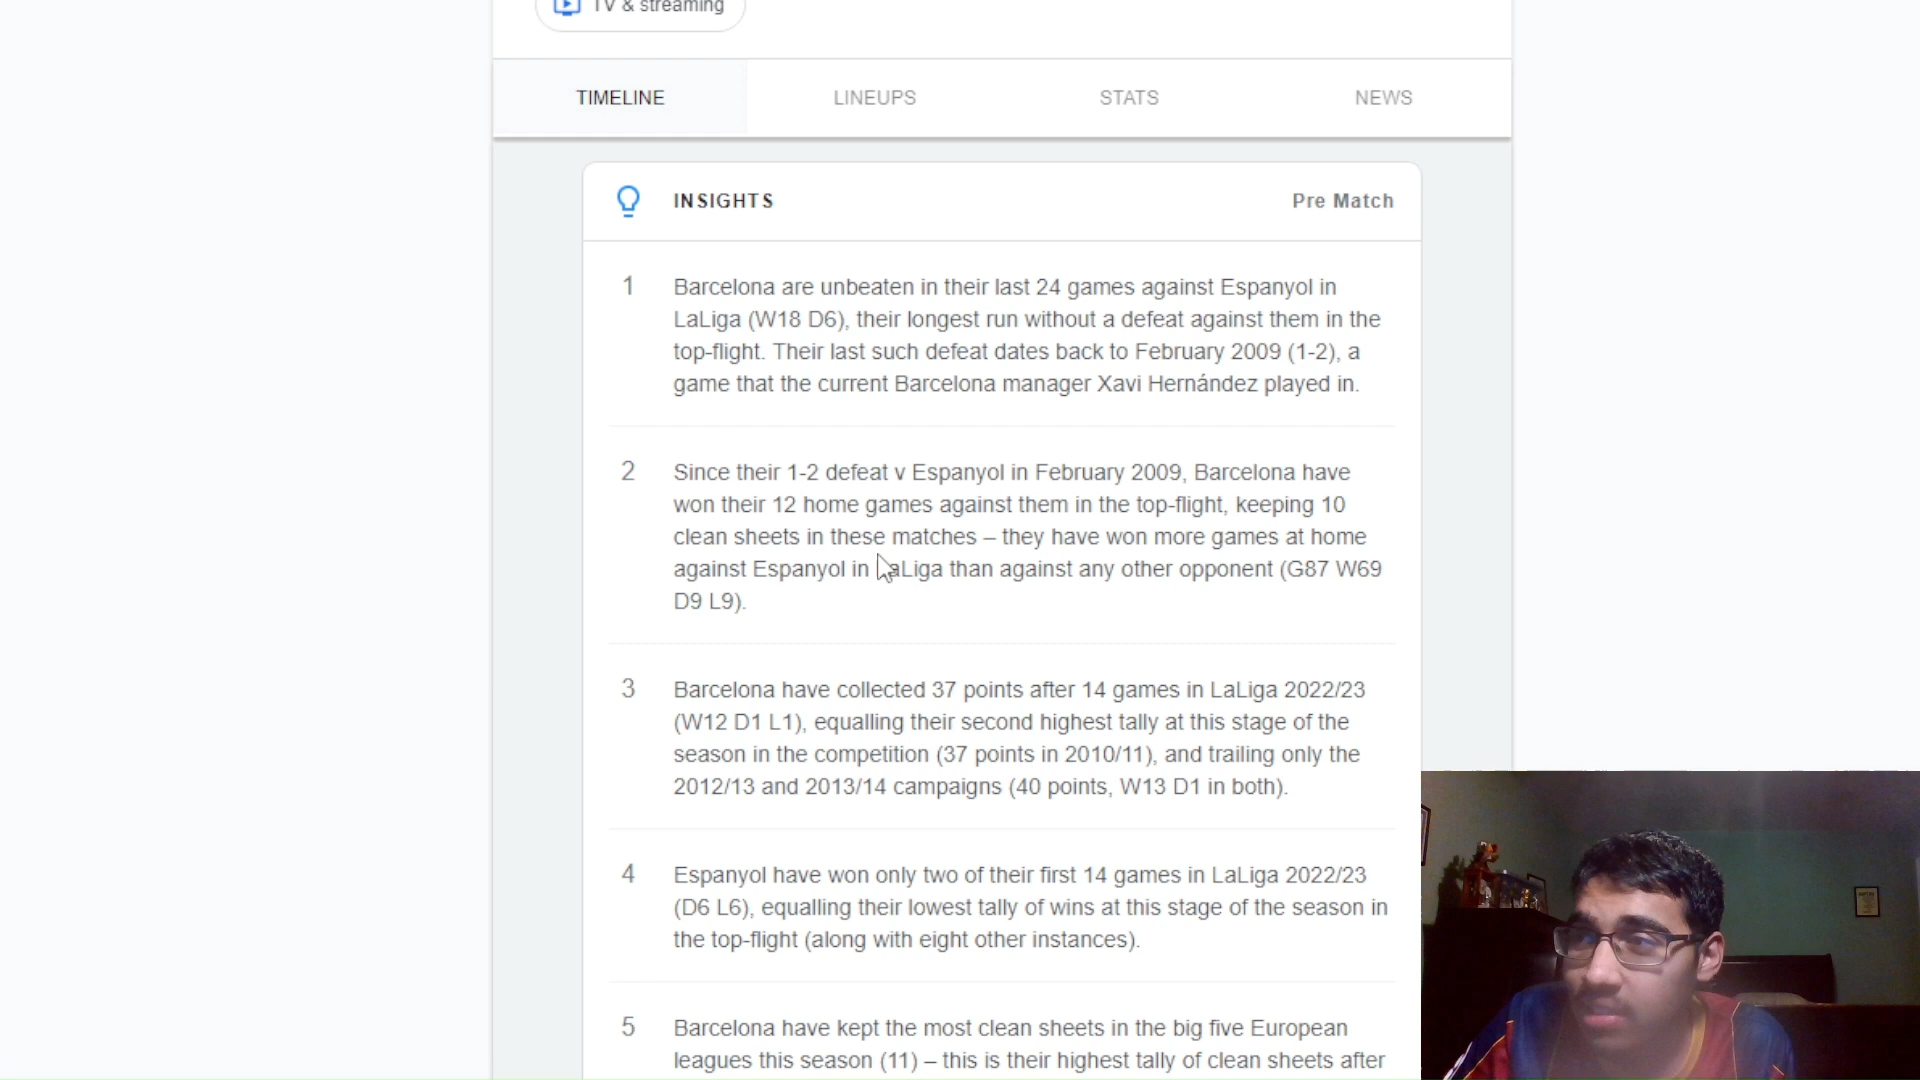 TV & streaming
TIMELINE
LINEUPS
STATS
NEWS
INSIGHTS
Pre Match
1
Barcelona are unbeaten in their last 24 games against Espanyol in
LaLiga (W18 D6), their longest run without a defeat against them in the
top-flight. Their last such defeat dates back to February 2009 (1-2), a
game that the current Barcelona manager Xavi Hernández played in.
2
Since their 1-2 defeat v Espanyol in February 2009, Barcelona have
won their 12 home games against them in the top-flight, keeping 10
clean sheets in these matches – they have won more games at home
against Espanyol in LaLiga than against any other opponent (G87 W69
D9 L9).
3
Barcelona have collected 37 points after 14 games in LaLiga 2022/23
(W12 D1 L1), equalling their second highest tally at this stage of the
season in the competition (37 points in 2010/11), and trailing only the
2012/13 and 2013/14 campaigns (40 points, W13 D1 in both).
4
Espanyol have won only two of their first 14 games in LaLiga 2022/23
(D6 L6), equalling their lowest tally of wins at this stage of the season in
the top-flight (along with eight other instances).
5
Barcelona have kept the most clean sheets in the big five European
leagues this season (11) – this is their highest tally of clean sheets after